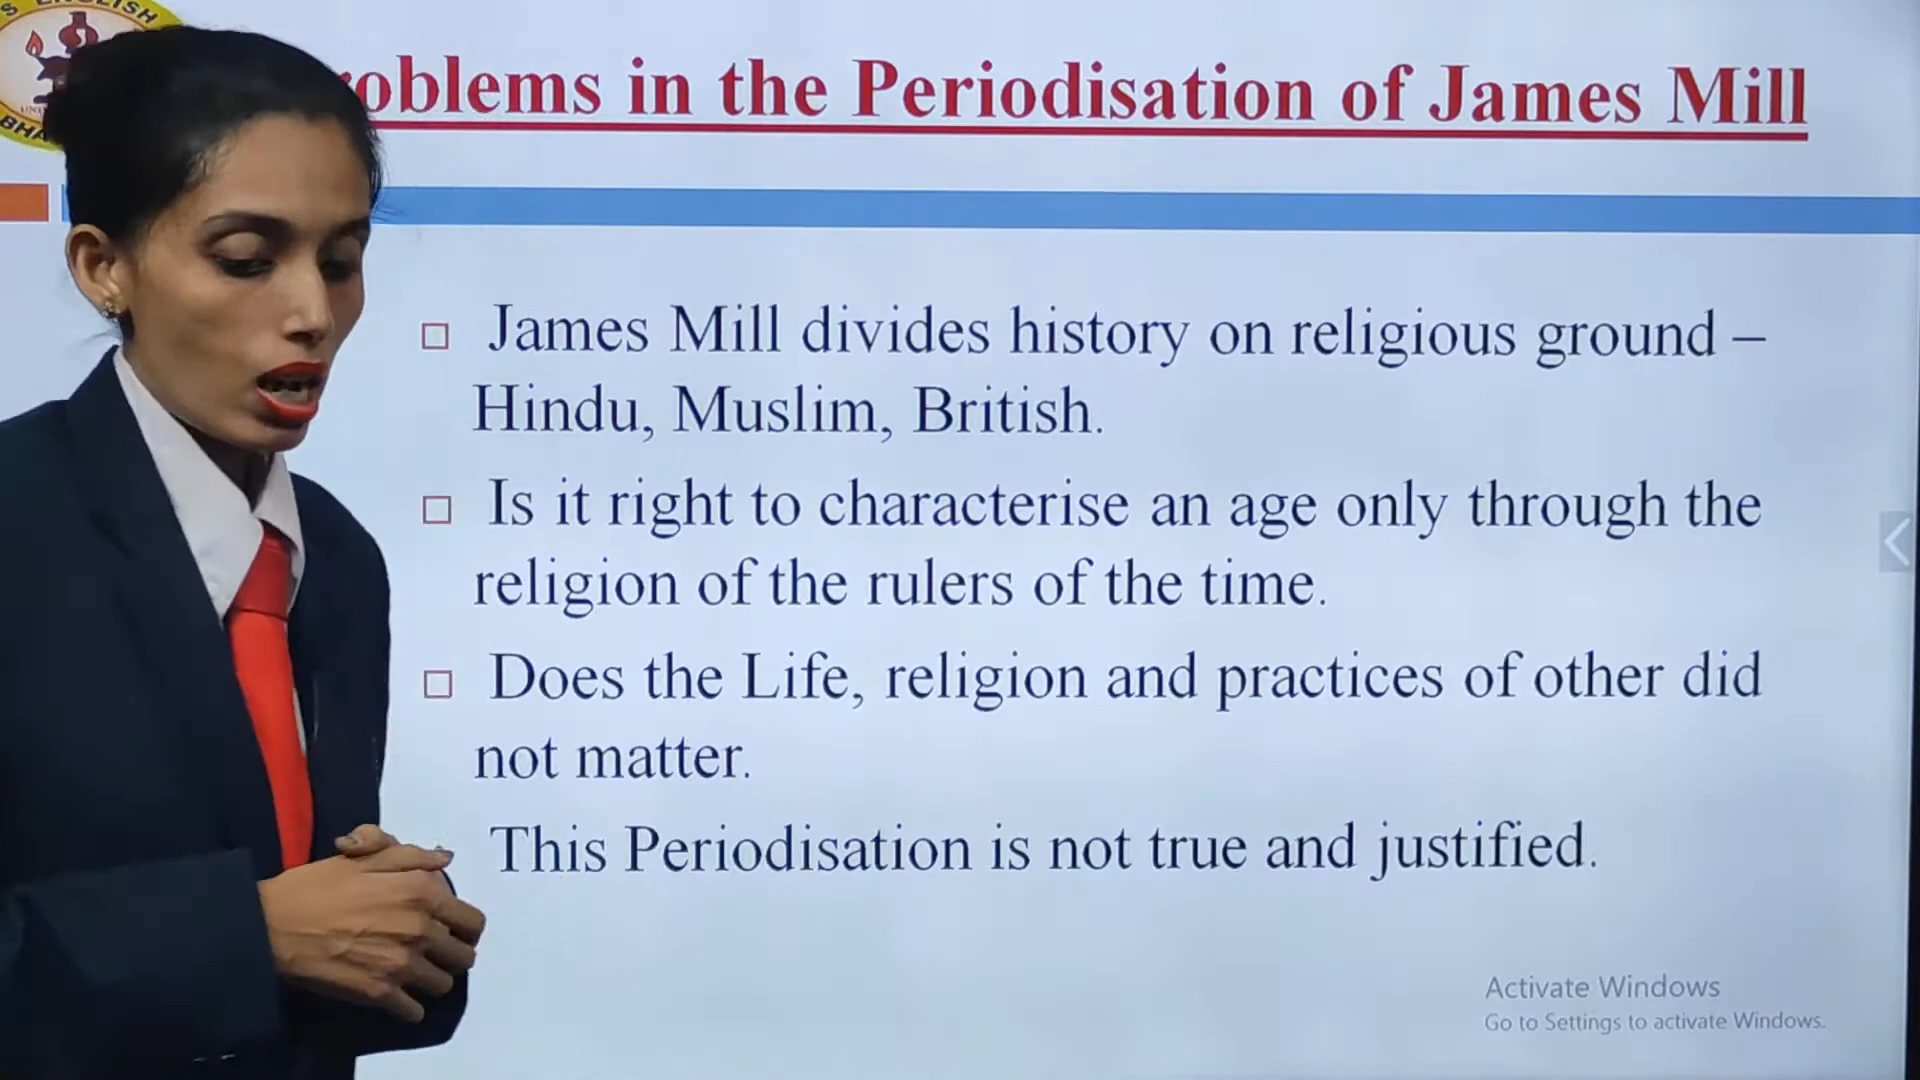 S ENGLISH
BHA
oblems in the Periodisation of James Mill
James Mill divides history on religious ground –
Hindu, Muslim, British.
Is it right to characterise an age only through the
religion of the rulers of the time.
Does the Life, religion and practices of other did
not matter.
This Periodisation is not true and justified.
Activate Windows
Go to Settings to activate Windows.